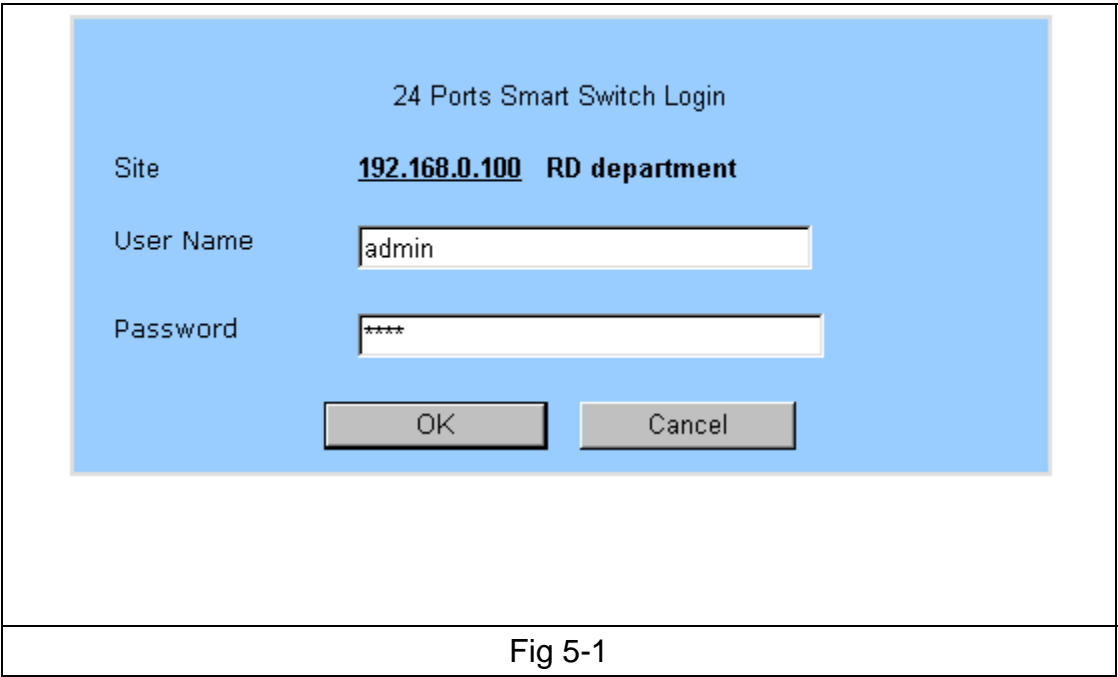 24 Ports Smart Switch Login
Site 192.168.0.100 RD department
User Name admin
Password ****
OK Cancel
Fig 5-1